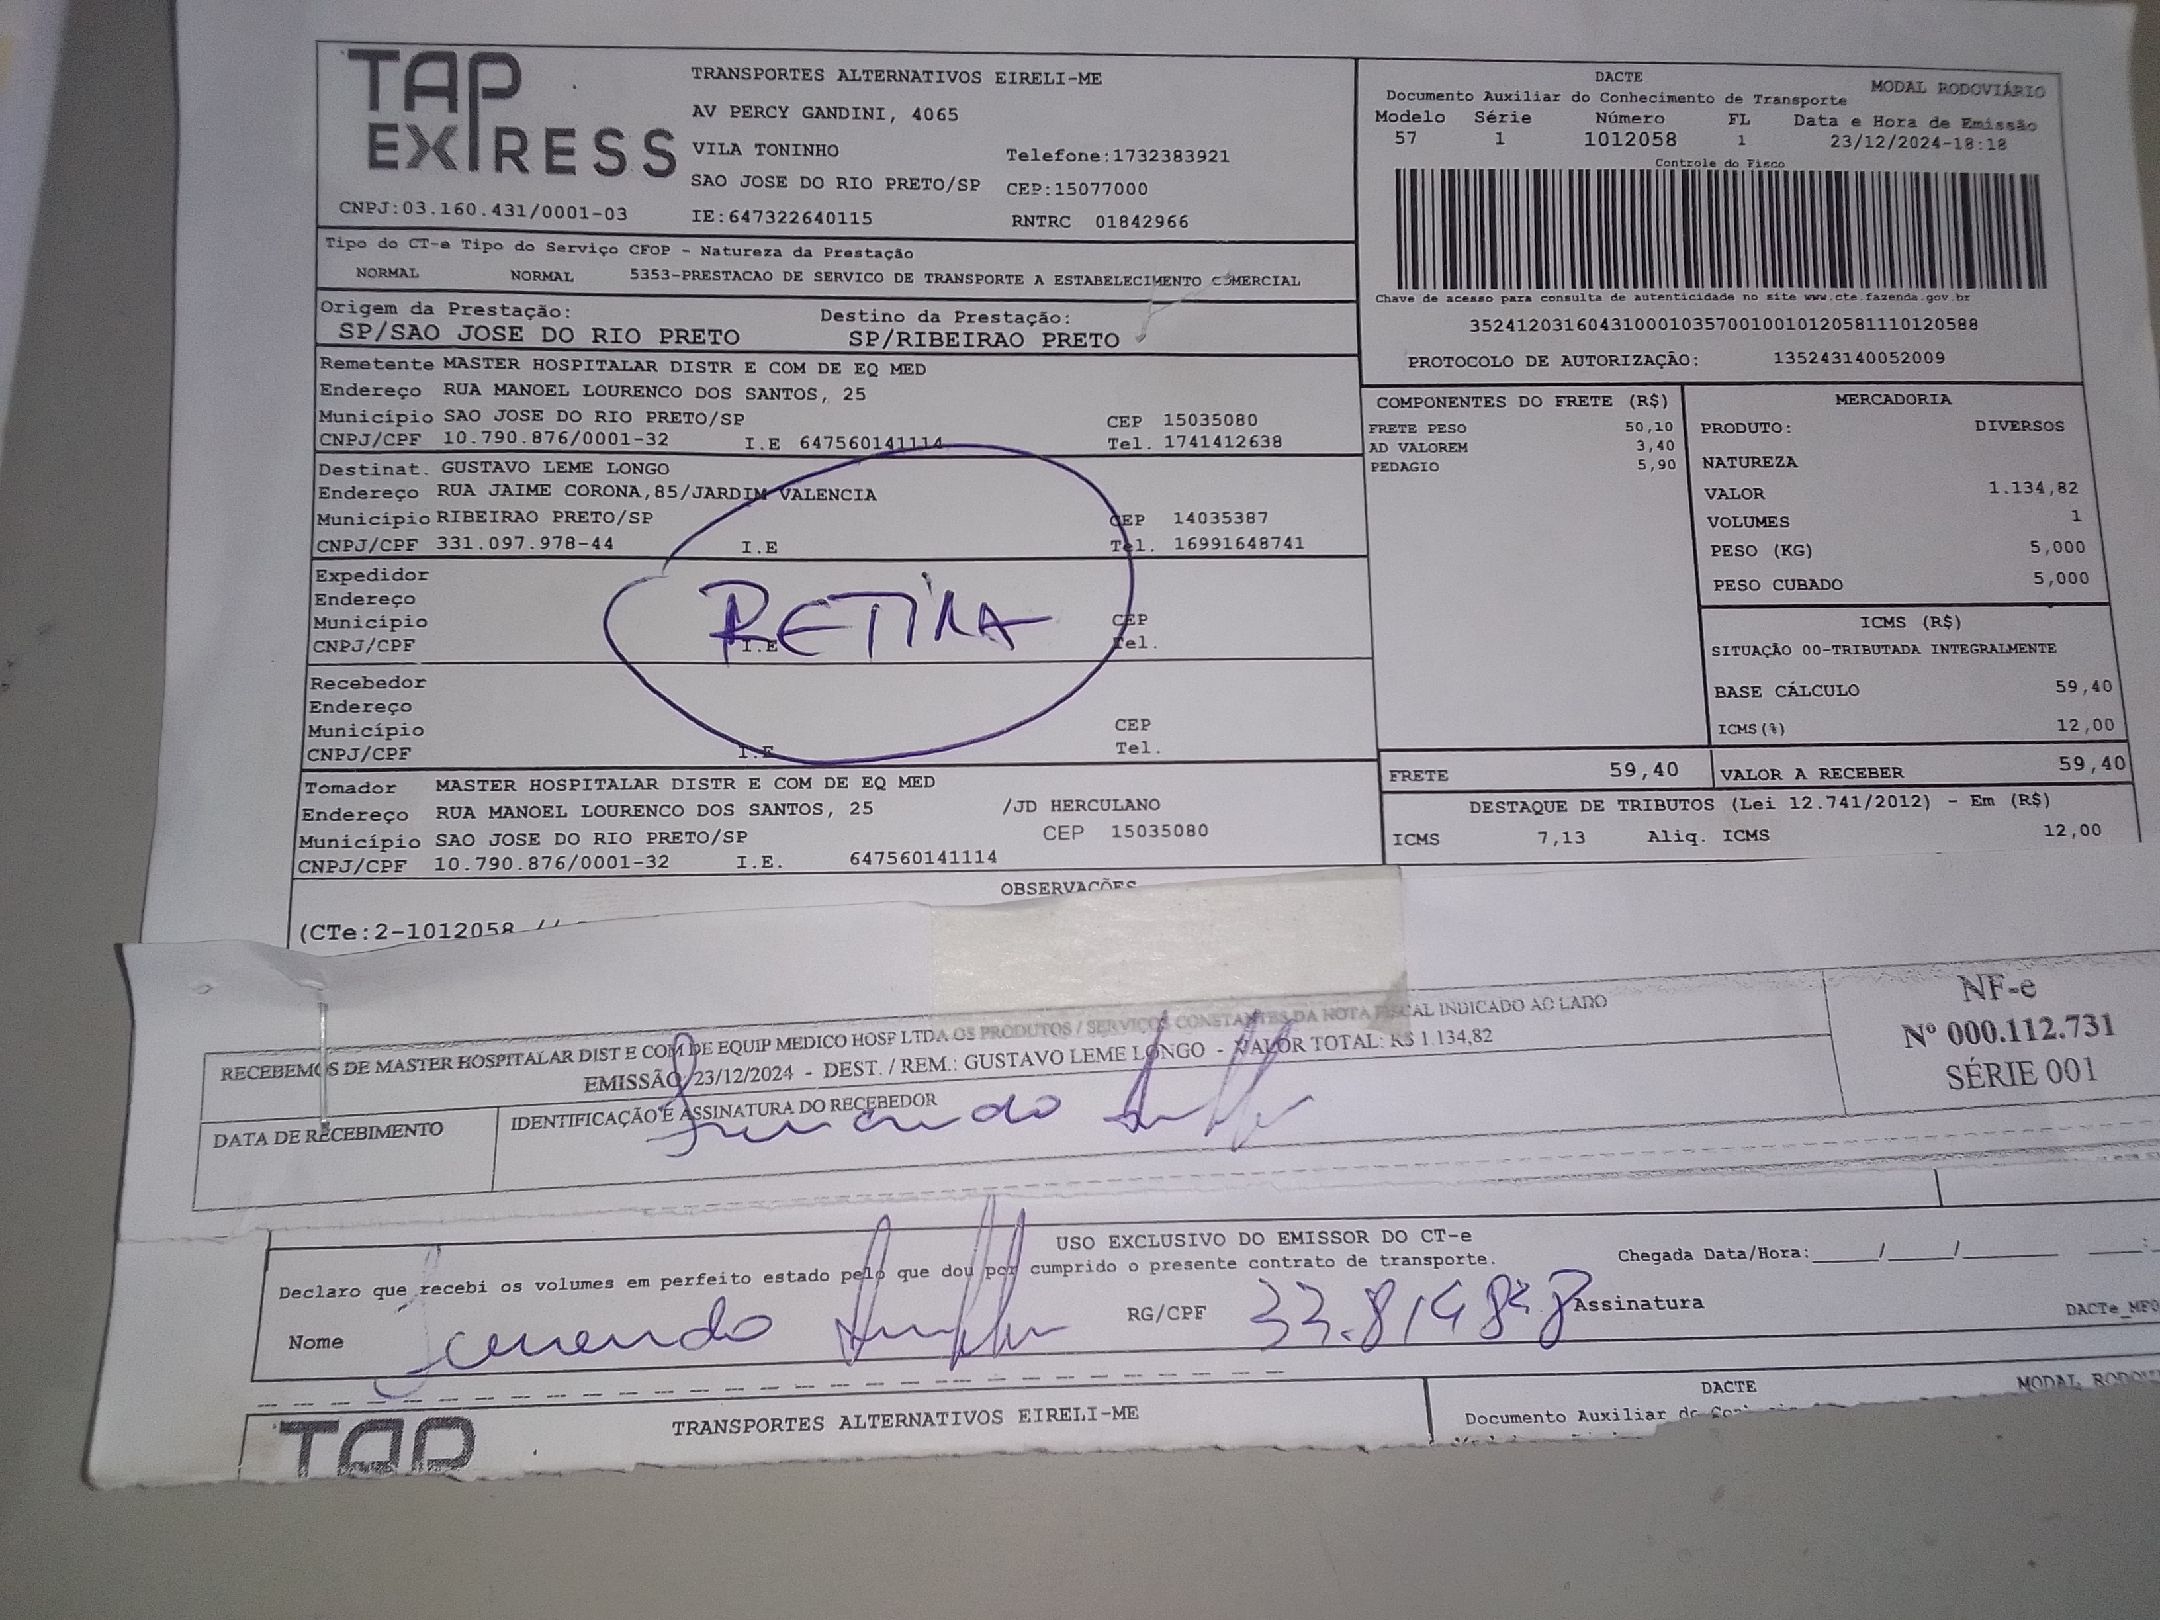 TAP EXPRESS
TRANSPORTES ALTERNATIVOS EIRELI-ME
AV PERCY GANDINI, 4065
VILA TONINHO Telefone:1732383921
SAO JOSE DO RIO PRETO/SP CEP:15077000
CNPJ:03.160.431/0001-03 IE:647322640115 RNTRC 01842966
DACTE MODAL RODOVIÁRIO
Documento Auxiliar do Conhecimento de Transporte
Modelo Série Número FL Data e Hora de Emissão
57 1 1012058 1 23/12/2024-18:18
Controle do Fisco
Chave de acesso para consulta de autenticidade no site www.cte.fazenda.gov.br
35241203160431000103570010010120581110120588
PROTOCOLO DE AUTORIZAÇÃO: 135243140052009
Tipo do CT-e Tipo do Serviço CFOP - Natureza da Prestação
NORMAL NORMAL 5353-PRESTACAO DE SERVICO DE TRANSPORTE A ESTABELECIMENTO COMERCIAL
Origem da Prestação: Destino da Prestação:
SP/SAO JOSE DO RIO PRETO SP/RIBEIRAO PRETO
Remetente MASTER HOSPITALAR DISTR E COM DE EQ MED
Endereço RUA MANOEL LOURENCO DOS SANTOS, 25
Município SAO JOSE DO RIO PRETO/SP CEP 15035080
CNPJ/CPF 10.790.876/0001-32 I.E 647560141114 Tel. 1741412638
Destinat. GUSTAVO LEME LONGO
Endereço RUA JAIME CORONA,85/JARDIM VALENCIA
Município RIBEIRAO PRETO/SP CEP 14035387
CNPJ/CPF 331.097.978-44 I.E Tel. 16991648741
Expedidor
Endereço
Município CEP
CNPJ/CPF I.E Tel.
RETIRA
Recebedor
Endereço
Município CEP
CNPJ/CPF I.E Tel.
Tomador MASTER HOSPITALAR DISTR E COM DE EQ MED
Endereço RUA MANOEL LOURENCO DOS SANTOS, 25 /JD HERCULANO
Município SAO JOSE DO RIO PRETO/SP CEP 15035080
CNPJ/CPF 10.790.876/0001-32 I.E. 647560141114
COMPONENTES DO FRETE (R$)
FRETE PESO 50,10
AD VALOREM 3,40
PEDAGIO 5,90
MERCADORIA
PRODUTO: DIVERSOS
NATUREZA
VALOR 1.134,82
VOLUMES 1
PESO (KG) 5,000
PESO CUBADO 5,000
ICMS (R$)
SITUAÇÃO 00-TRIBUTADA INTEGRALMENTE
BASE CÁLCULO 59,40
ICMS(%) 12,00
FRETE 59,40 VALOR A RECEBER 59,40
DESTAQUE DE TRIBUTOS (Lei 12.741/2012) - Em (R$)
ICMS 7,13 Aliq. ICMS 12,00
OBSERVAÇÕES
(CTe:2-1012058 //
RECEBEMOS DE MASTER HOSPITALAR DIST E COM DE EQUIP MEDICO HOSP LTDA OS PRODUTOS / SERVIÇOS CONSTANTES DA NOTA FISCAL INDICADO AO LADO
EMISSÃO: 23/12/2024 - DEST. / REM.: GUSTAVO LEME LONGO - VALOR TOTAL: R$ 1.134,82
DATA DE RECEBIMENTO IDENTIFICAÇÃO E ASSINATURA DO RECEBEDOR
NF-e
Nº 000.112.731
SÉRIE 001
USO EXCLUSIVO DO EMISSOR DO CT-e
Declaro que recebi os volumes em perfeito estado pelo que dou por cumprido o presente contrato de transporte.
Chegada Data/Hora:____/____/______ ____:
Nome RG/CPF Assinatura
TAP
TRANSPORTES ALTERNATIVOS EIRELI-ME
DACTE
Documento Auxiliar do